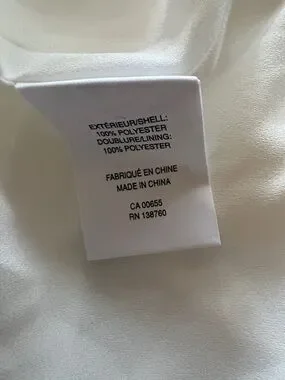 EXTÉRIEUR/SHELL:
100% POLYESTER
DOUBLURE/LINING:
100% POLYESTER
FABRIQUÉ EN CHINE
MADE IN CHINA
CA 00655
RN 138760